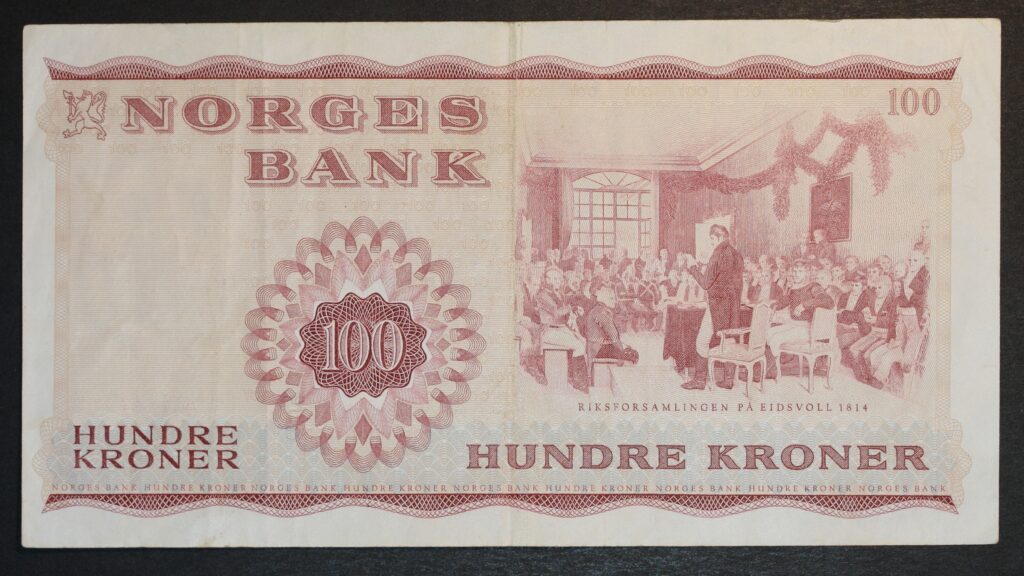 NORGES
BANK
100
100
RIKSFORSAMLINGEN PÅ EIDSVOLL 1814
HUNDRE
KRONER
HUNDRE KRONER
NORGES BANK HUNDRE KRONER NORGES BANK HUNDRE KRONER NORGES BANK HUNDRE KRONER NORGES BANK HUNDRE KRONER NORGES BANK